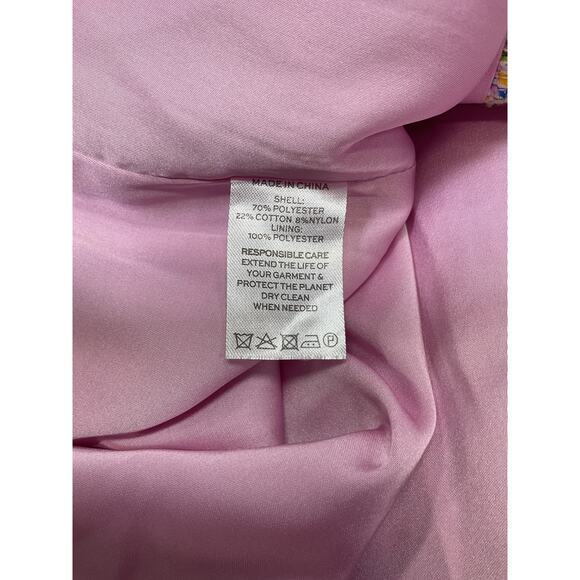 MADE IN CHINA
SHELL:
70% POLYESTER
22% COTTON 8%NYLON
LINING:
100% POLYESTER
RESPONSIBLE CARE
EXTEND THE LIFE OF
YOUR GARMENT &
PROTECT THE PLANET
DRY CLEAN
WHEN NEEDED
P